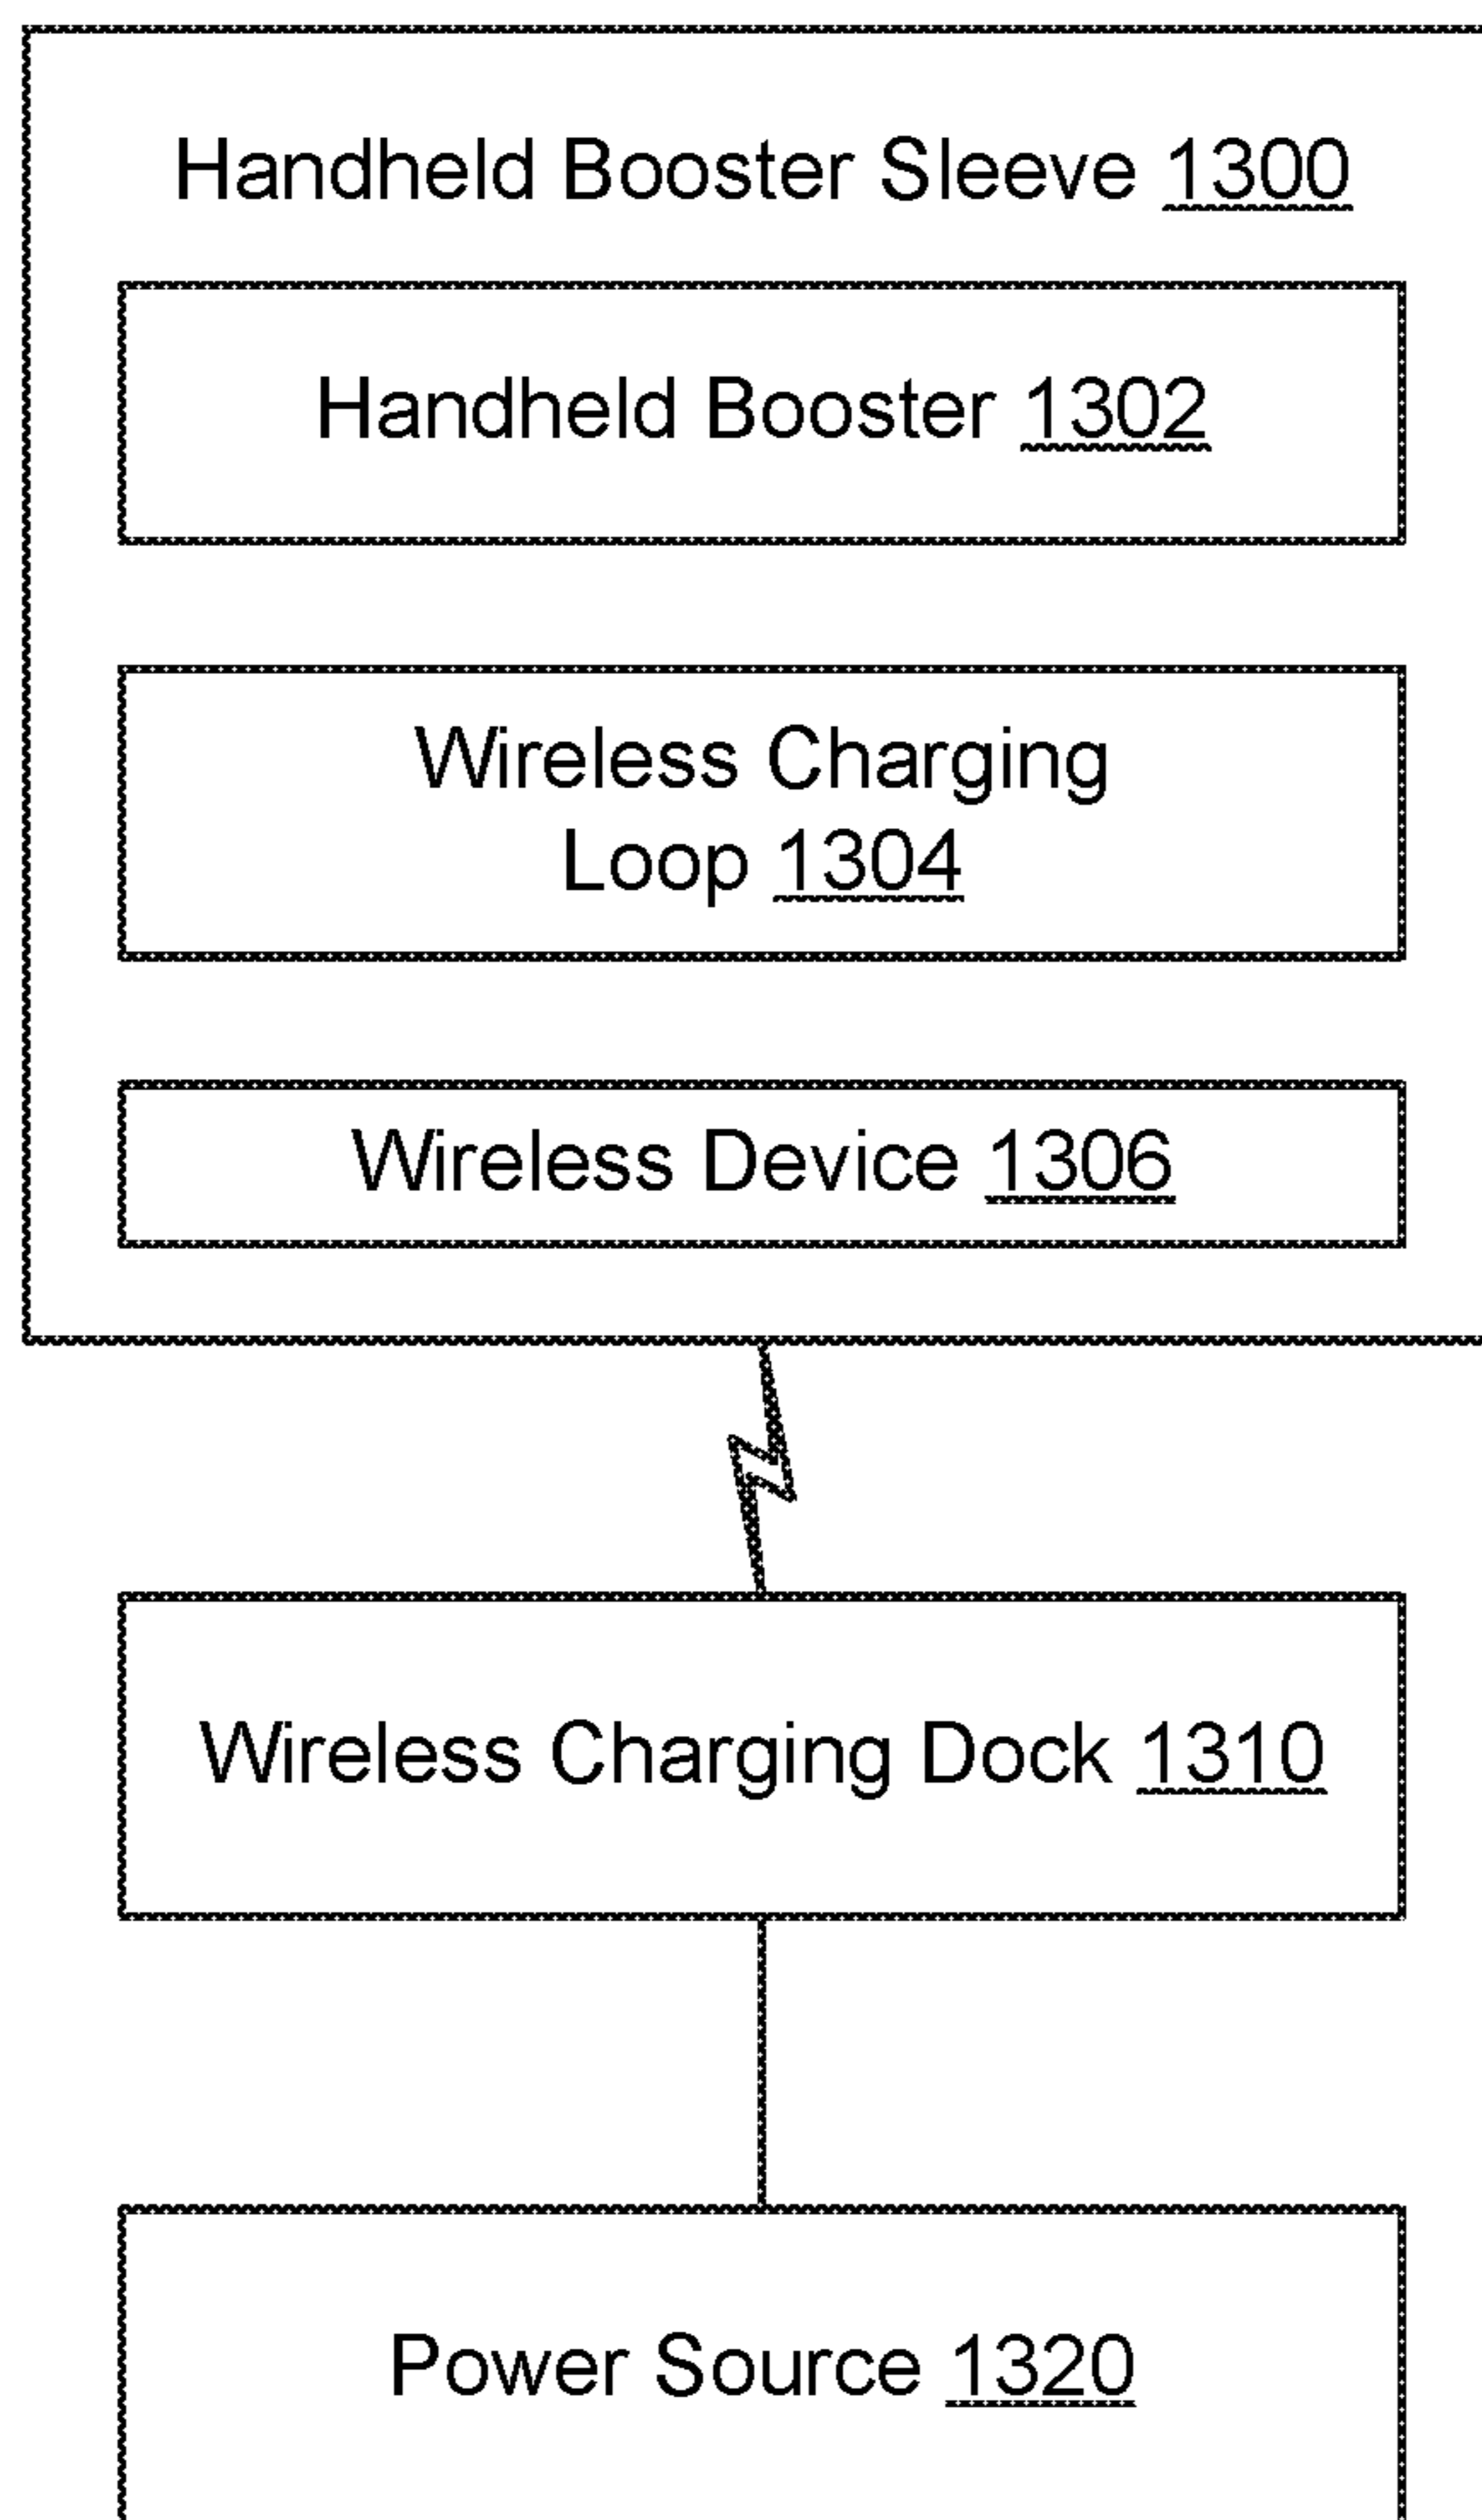 Handheld Booster Sleeve 1300
Handheld Booster 1302
Wireless Charging
Loop 1304
Wireless Device 1306
Wireless Charging Dock 1310
Power Source 1320